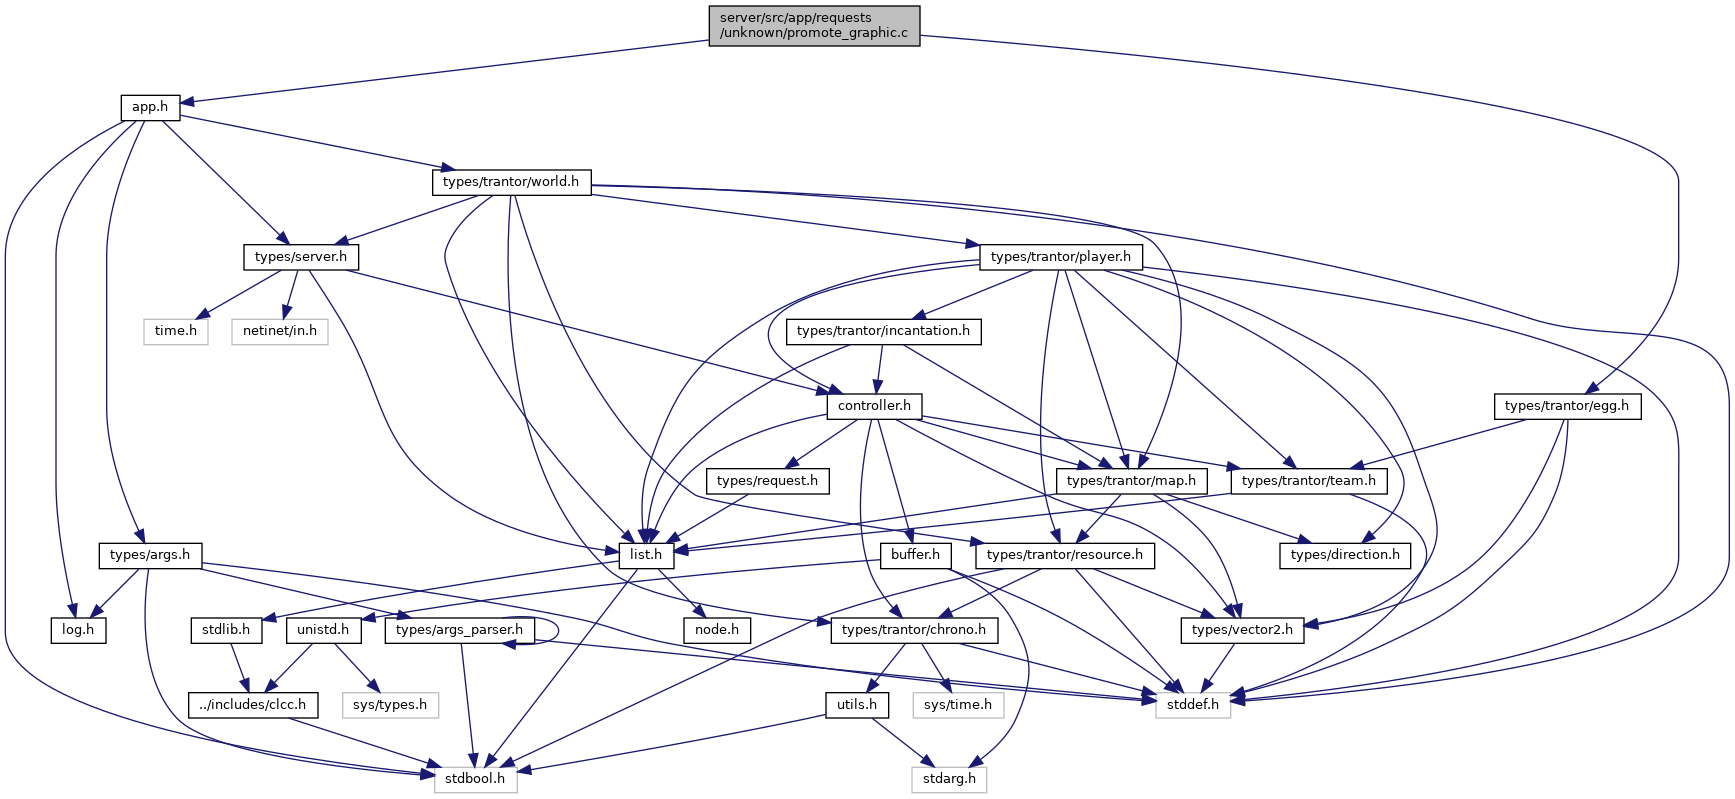 server/src/app/requests
/unknown/promote_graphic.c
app.h
types/trantor/world.h
types/server.h
types/trantor/player.h
time.h
netinet/in.h
types/trantor/incantation.h
controller.h
types/trantor/egg.h
types/request.h
types/trantor/map.h
types/trantor/team.h
types/args.h
list.h
buffer.h
types/trantor/resource.h
types/direction.h
log.h
stdlib.h
unistd.h
types/args_parser.h
node.h
types/trantor/chrono.h
types/vector2.h
../includes/clcc.h
sys/types.h
utils.h
sys/time.h
stddef.h
stdbool.h
stdarg.h